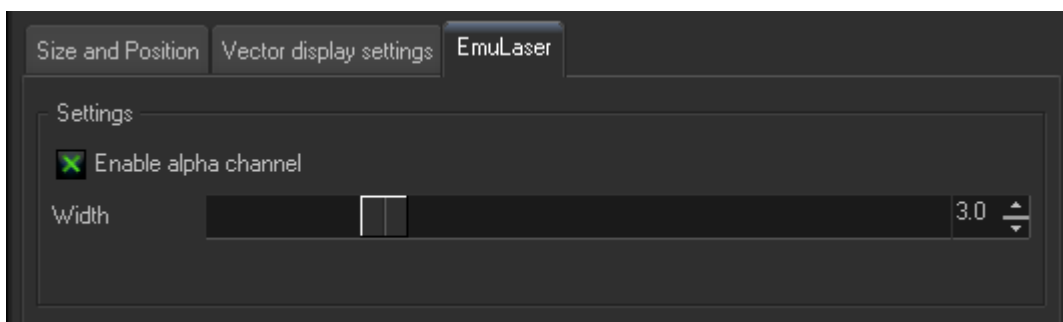 Size and Position Vector display settings EmuLaser
Settings
Enable alpha channel
Width 3.0